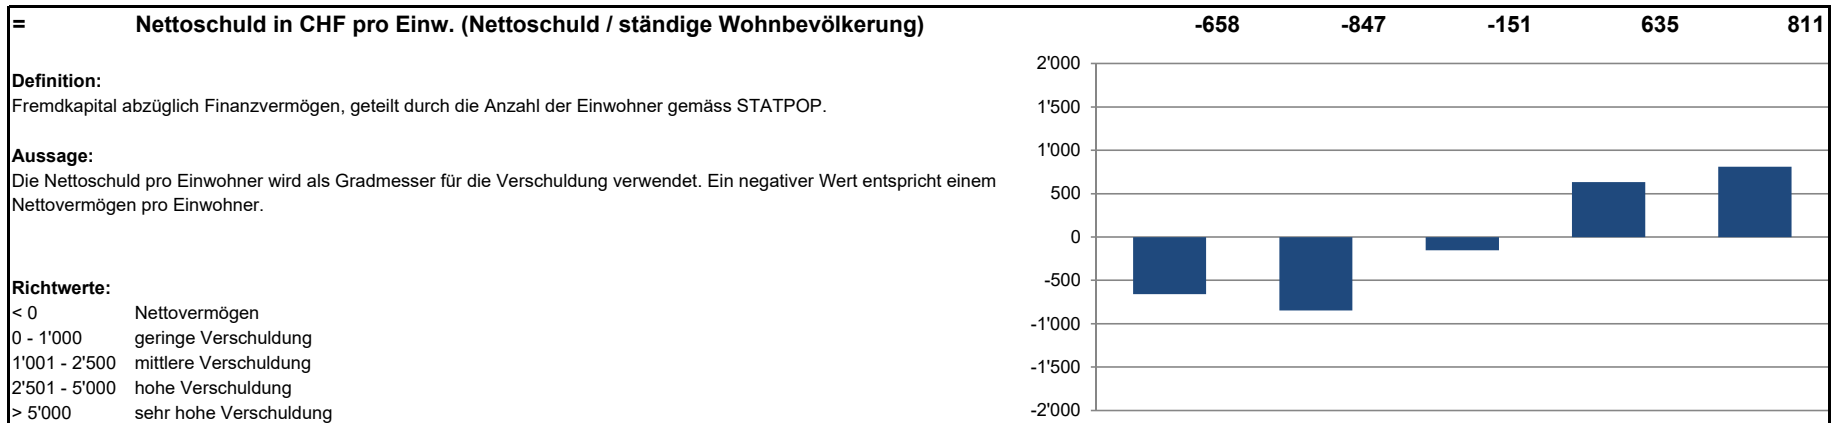 = Nettoschuld in CHF pro Einw. (Nettoschuld / ständige Wohnbevölkerung) -658 -847 -151 635 811
Definition:
Fremdkapital abzüglich Finanzvermögen, geteilt durch die Anzahl der Einwohner gemäss STATPOP.
Aussage:
Die Nettoschuld pro Einwohner wird als Gradmesser für die Verschuldung verwendet. Ein negativer Wert entspricht einem
Nettovermögen pro Einwohner.
Richtwerte:
< 0 Nettovermögen
0 - 1'000 geringe Verschuldung
1'001 - 2'500 mittlere Verschuldung
2'501 - 5'000 hohe Verschuldung
> 5'000 sehr hohe Verschuldung
2'000
1'500
1'000
500
0
-500
-1'000
-1'500
-2'000